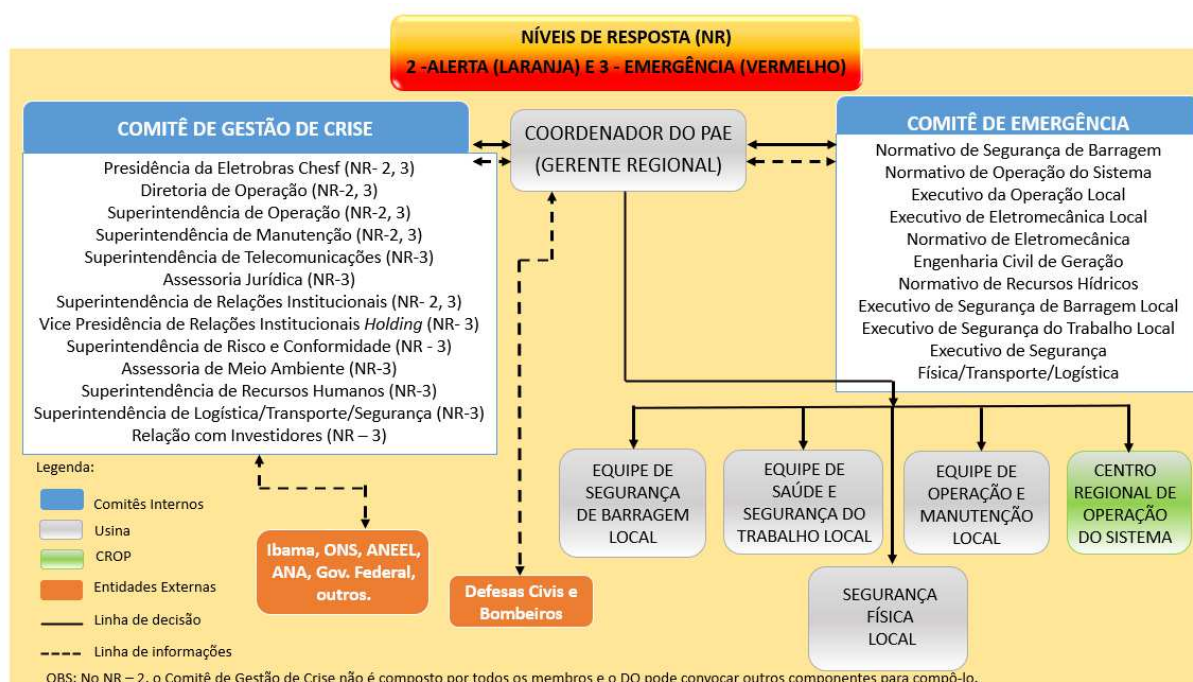 NÍVEIS DE RESPOSTA (NR)
2 -ALERTA (LARANJA) E 3 - EMERGÊNCIA (VERMELHO)
COMITÊ DE GESTÃO DE CRISE
Presidência da Eletrobras Chesf (NR- 2, 3)
Diretoria de Operação (NR-2, 3)
Superintendência de Operação (NR-2, 3)
Superintendência de Manutenção (NR-2, 3)
Superintendência de Telecomunicações (NR-3)
Assessoria Jurídica (NR-3)
Superintendência de Relações Institucionais (NR- 2, 3)
Vice Presidência de Relações Institucionais Holding (NR- 3)
Superintendência de Risco e Conformidade (NR - 3)
Assessoria de Meio Ambiente (NR-3)
Superintendência de Recursos Humanos (NR-3)
Superintendência de Logística/Transporte/Segurança (NR-3)
Relação com Investidores (NR – 3)
COORDENADOR DO PAE
(GERENTE REGIONAL)
COMITÊ DE EMERGÊNCIA
Normativo de Segurança de Barragem
Normativo de Operação do Sistema
Executivo da Operação Local
Executivo de Eletromecânica Local
Normativo de Eletromecânica
Engenharia Civil de Geração
Normativo de Recursos Hídricos
Executivo de Segurança de Barragem Local
Executivo de Segurança do Trabalho Local
Executivo de Segurança
Física/Transporte/Logística
EQUIPE DE
SEGURANÇA
DE BARRAGEM
LOCAL
EQUIPE DE
SAÚDE E
SEGURANÇA DO
TRABALHO LOCAL
EQUIPE DE
OPERAÇÃO E
MANUTENÇÃO
LOCAL
CENTRO
REGIONAL DE
OPERAÇÃO
DO SISTEMA
SEGURANÇA
FÍSICA
LOCAL
Ibama, ONS, ANEEL,
ANA, Gov. Federal,
outros.
Defesas Civis e
Bombeiros
Legenda:
Comitês Internos
Usina
CROP
Entidades Externas
Linha de decisão
Linha de informações
OBS: No NR – 2, o Comitê de Gestão de Crise não é composto por todos os membros e o DO pode convocar outros componentes para compô-lo.